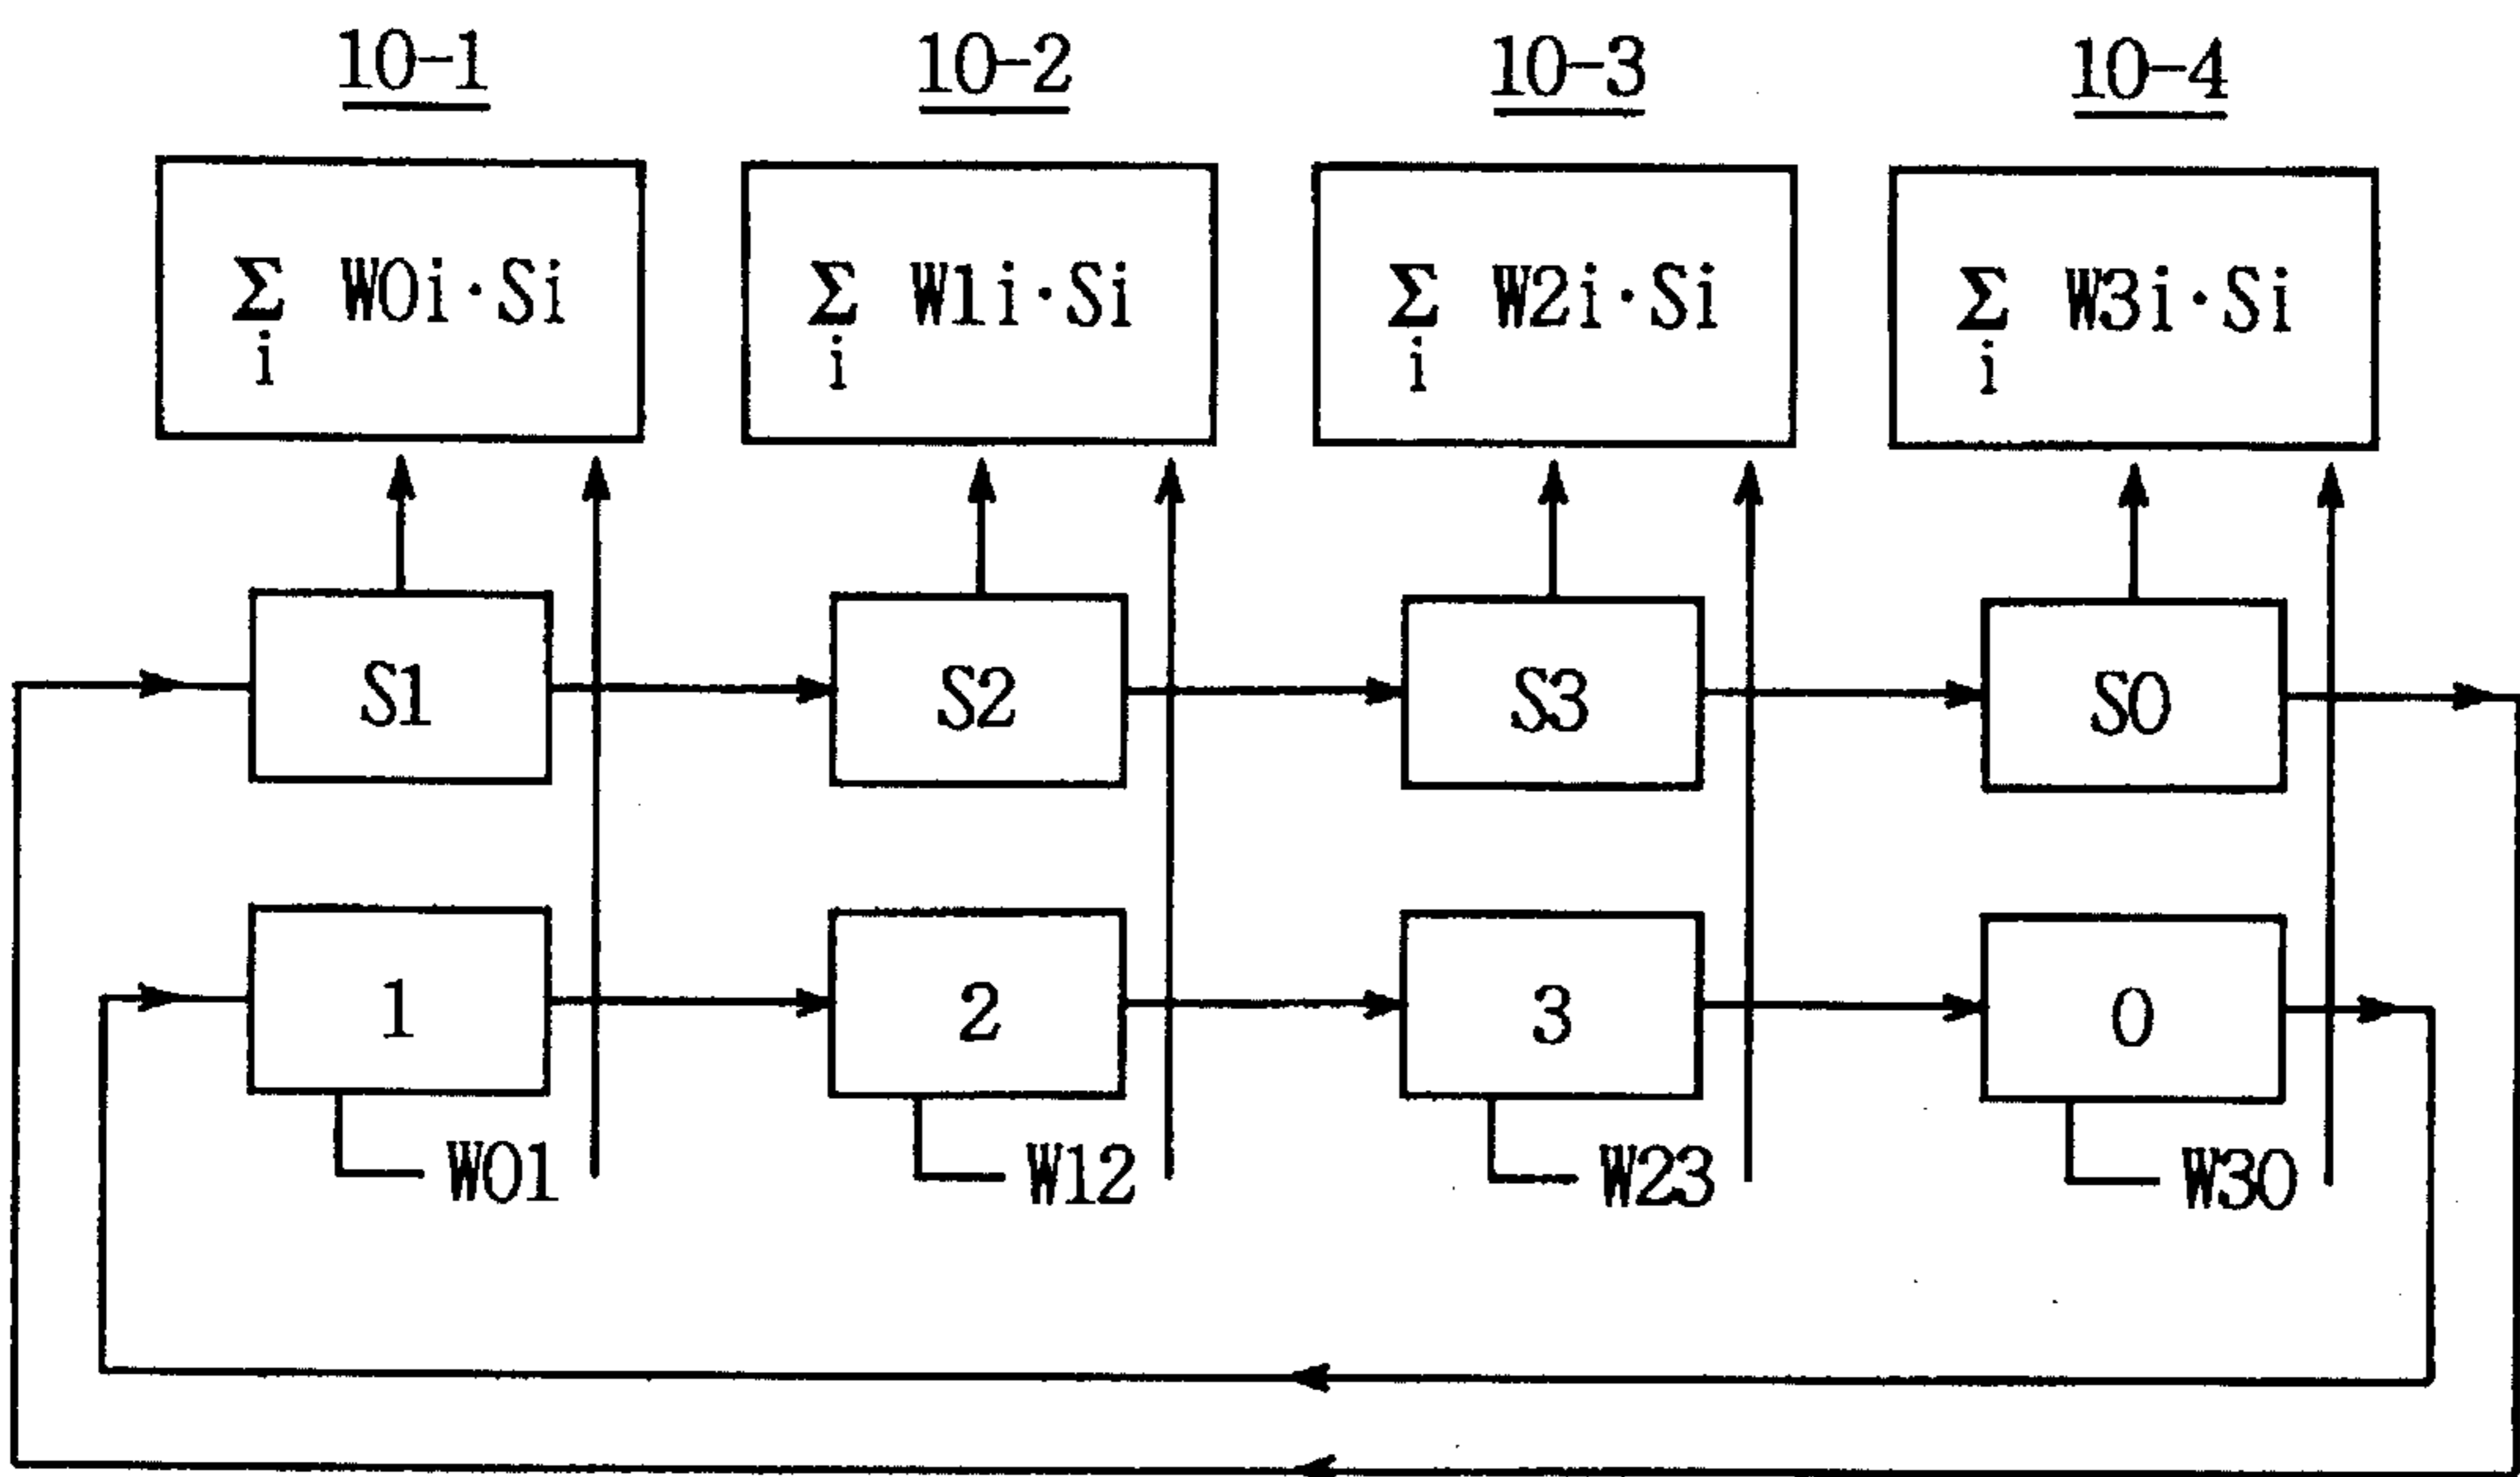 10-1 10-2 10-3 10-4
Σ W0i·Si Σ W1i·Si Σ W2i·Si Σ W3i·Si
i i i i
S1 S2 S3 S0
1 2 3 0
W01 W12 W23 W30